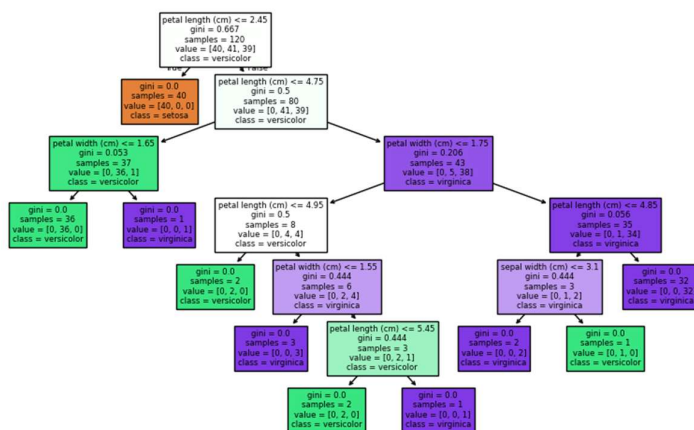 petal length (cm) <= 2.45
gini = 0.667
samples = 120
value = [40, 41, 39]
class = versicolor
gini = 0.0
samples = 40
value = [40, 0, 0]
class = setosa
petal length (cm) <= 4.75
gini = 0.5
samples = 80
value = [0, 41, 39]
class = versicolor
petal width (cm) <= 1.65
gini = 0.053
samples = 37
value = [0, 36, 1]
class = versicolor
petal width (cm) <= 1.75
gini = 0.206
samples = 43
value = [0, 5, 38]
class = virginica
gini = 0.0
samples = 36
value = [0, 36, 0]
class = versicolor
gini = 0.0
samples = 1
value = [0, 0, 1]
class = virginica
petal length (cm) <= 4.95
gini = 0.5
samples = 8
value = [0, 4, 4]
class = versicolor
petal length (cm) <= 4.85
gini = 0.056
samples = 35
value = [0, 1, 34]
class = virginica
gini = 0.0
samples = 2
value = [0, 2, 0]
class = versicolor
petal width (cm) <= 1.55
gini = 0.444
samples = 6
value = [0, 2, 4]
class = virginica
sepal width (cm) <= 3.1
gini = 0.444
samples = 3
value = [0, 1, 2]
class = virginica
gini = 0.0
samples = 32
value = [0, 0, 32]
class = virginica
gini = 0.0
samples = 3
value = [0, 0, 3]
class = virginica
petal length (cm) <= 5.45
gini = 0.444
samples = 3
value = [0, 2, 1]
class = versicolor
gini = 0.0
samples = 2
value = [0, 0, 2]
class = virginica
gini = 0.0
samples = 1
value = [0, 1, 0]
class = versicolor
gini = 0.0
samples = 2
value = [0, 2, 0]
class = versicolor
gini = 0.0
samples = 1
value = [0, 0, 1]
class = virginica